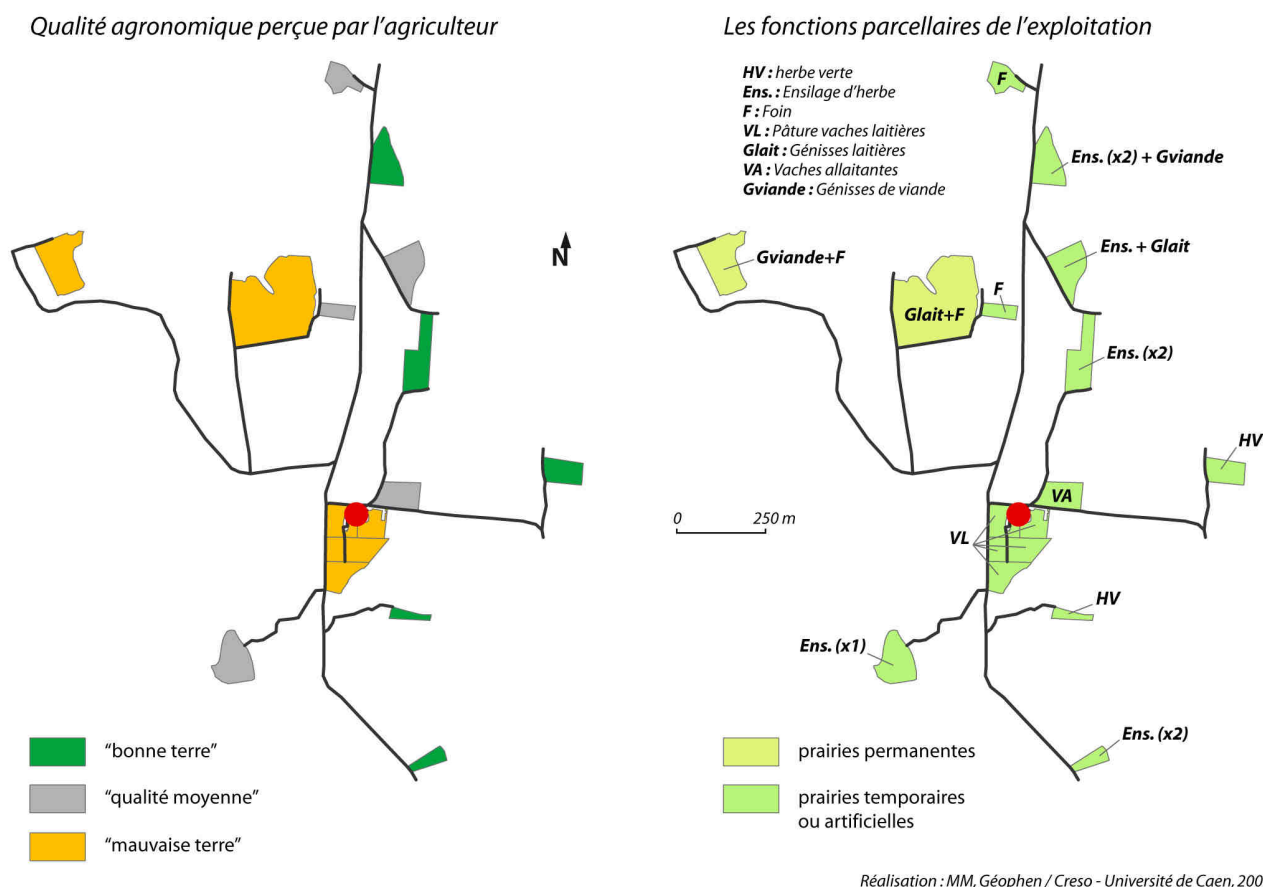 Qualité agronomique perçue par l'agriculteur
N
0 250 m
"bonne terre"
"qualité moyenne"
"mauvaise terre"
Les fonctions parcellaires de l'exploitation
HV : herbe verte
Ens. : Ensilage d'herbe
F : Foin
VL : Pâture vaches laitières
Glait : Génisses laitières
VA : Vaches allaitantes
Gviande : Génisses de viande
F
Ens. (x2) + Gviande
Ens. + Glait
Gviande+F
F
Glait+F
Ens. (x2)
HV
VA
VL
HV
Ens. (x1)
Ens. (x2)
prairies permanentes
prairies temporaires
ou artificielles
Réalisation : MM, Géophen / Creso - Université de Caen, 200